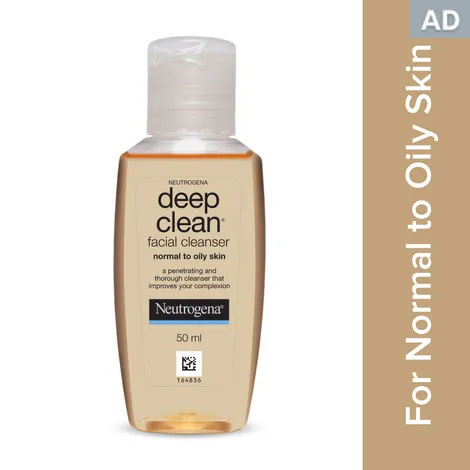 NEUTROGENA
deep
clean®
facial cleanser
normal to oily skin
a penetrating and
thorough cleanser that
improves your complexion
Neutrogena®
50 ml
164836
AD
For Normal to Oily Skin